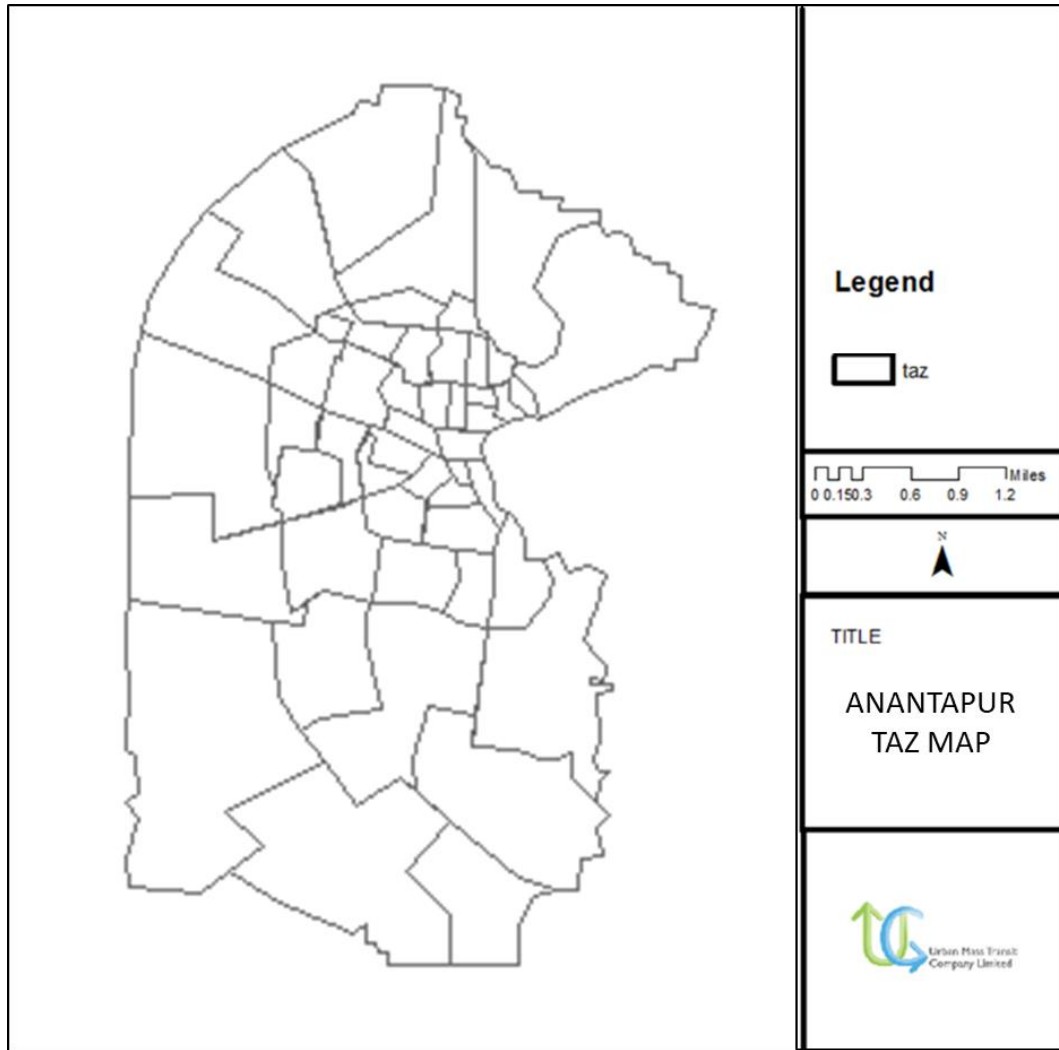 Legend
taz
Miles
0 0.150.3 0.6 0.9 1.2
N
TITLE
ANANTAPUR
TAZ MAP
Urban Mass Transit
Company Limited